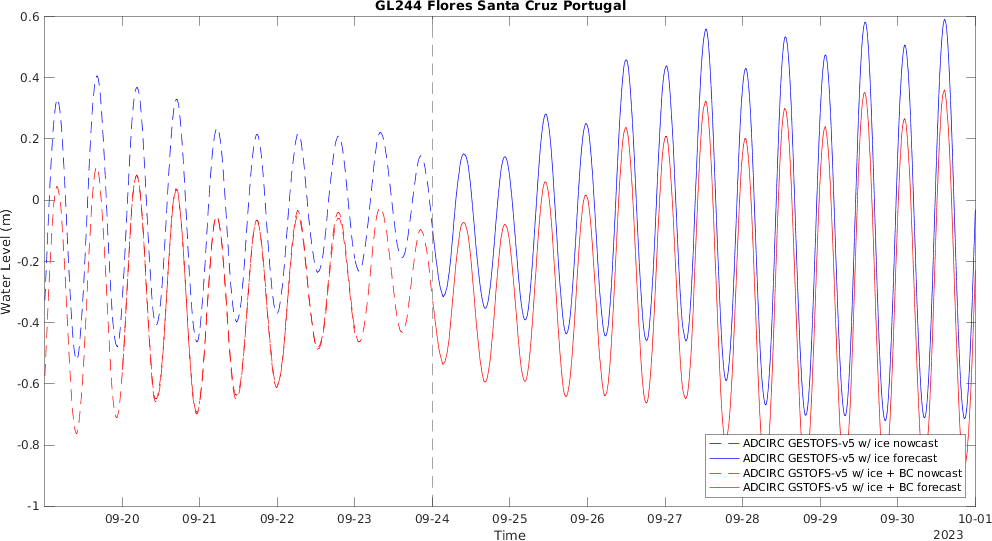 GL244 Flores Santa Cruz Portugal
0.6
0.4
0.2
0
-0.2
-0.4
-0.6
-0.8
-1
Water Level (m)
ADCIRC GESTOFS-v5 w/ ice nowcast
ADCIRC GESTOFS-v5 w/ ice forecast
ADCIRC GSTOFS-v5 w/ ice + BC nowcast
ADCIRC GSTOFS-v5 w/ ice + BC forecast
09-20 09-21 09-22 09-23 09-24 09-25 09-26 09-27 09-28 09-29 09-30 10-01
Time
2023